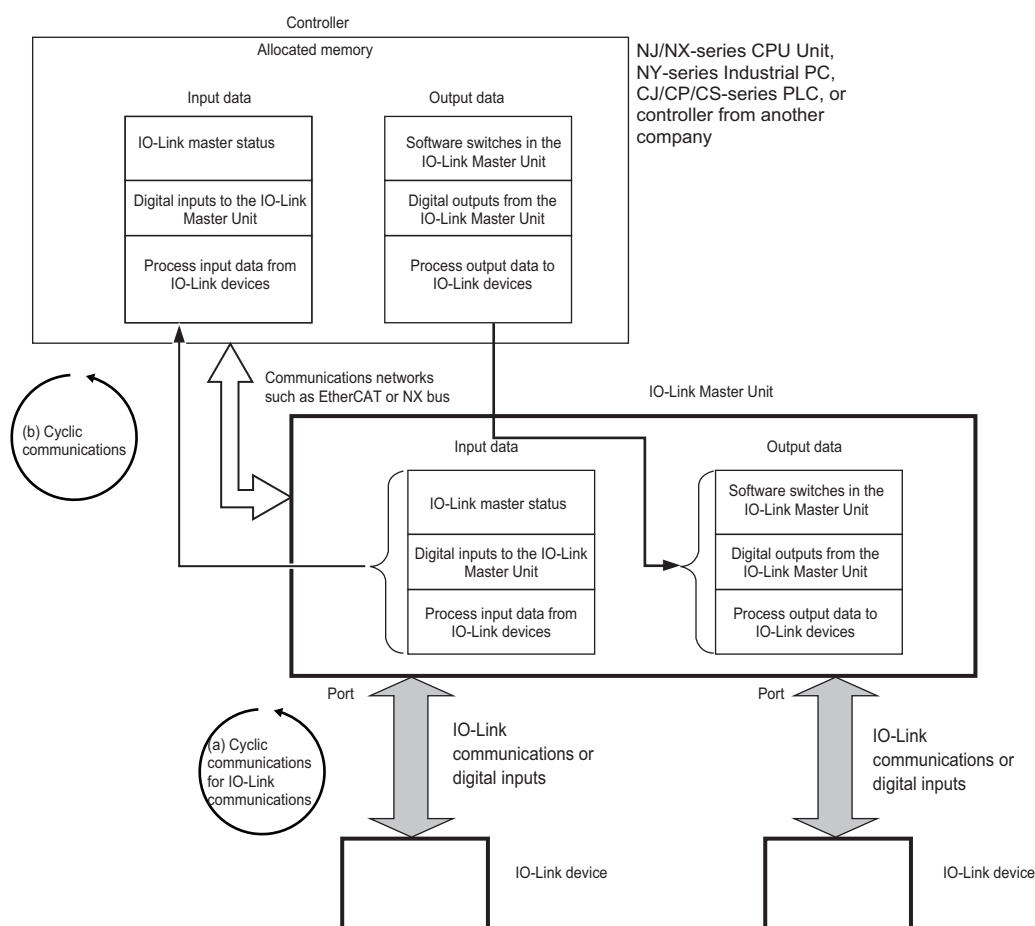 Controller
Allocated memory
NJ/NX-series CPU Unit,
NY-series Industrial PC,
CJ/CP/CS-series PLC, or
controller from another
company
Input data
Output data
IO-Link master status
Software switches in the
IO-Link Master Unit
Digital inputs to the IO-Link
Master Unit
Digital outputs from the
IO-Link Master Unit
Process input data from
IO-Link devices
Process output data to
IO-Link devices
Communications networks
such as EtherCAT or NX bus
(b) Cyclic
communications
IO-Link Master Unit
Input data
Output data
IO-Link master status
Software switches in the
IO-Link Master Unit
Digital inputs to the IO-Link
Master Unit
Digital outputs from the
IO-Link Master Unit
Process input data from
IO-Link devices
Process output data to
IO-Link devices
Port
Port
(a) Cyclic
communications
for IO-Link
communications
IO-Link
communications or
digital inputs
IO-Link
communications or
digital inputs
IO-Link device
IO-Link device